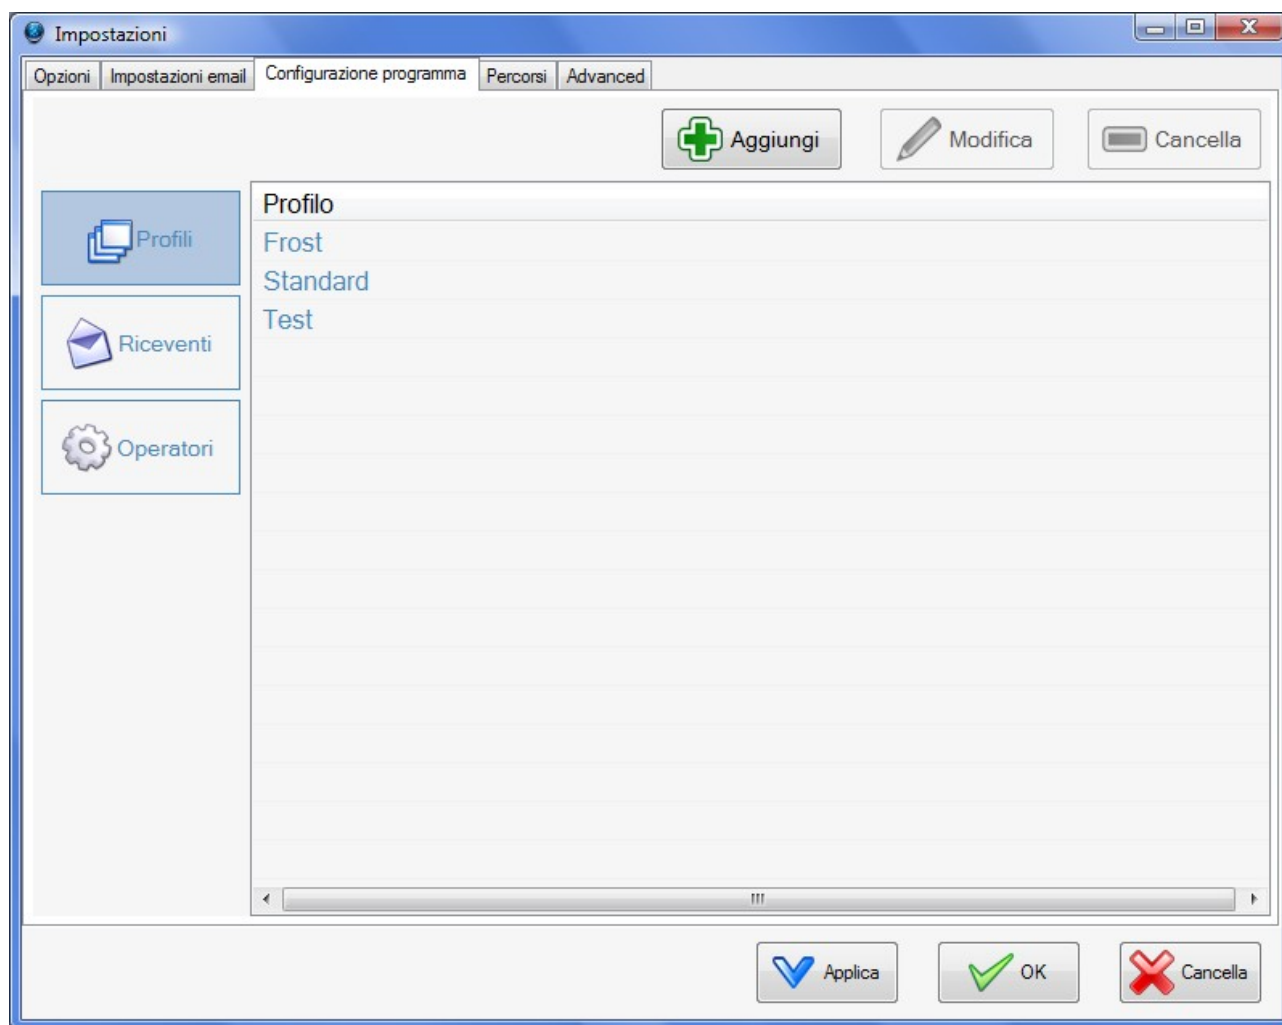 Impostazioni
Opzioni Impostazioni email Configurazione programma Percorsi Advanced
Aggiungi Modifica Cancella
Profili
Riceventi
Operatori
Profilo
Frost
Standard
Test
Applica OK Cancella